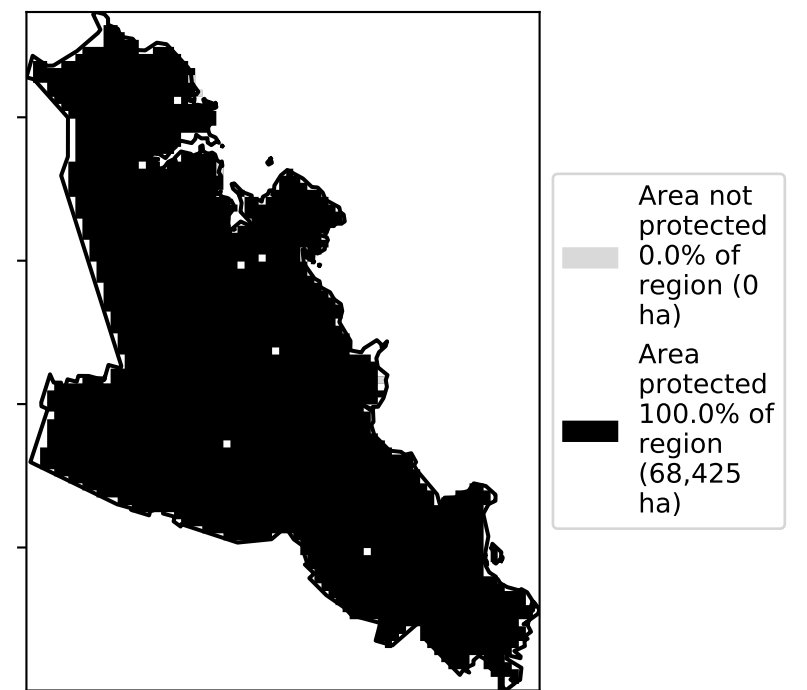 Area not
protected
0.0% of
region (0
ha)
Area
protected
100.0% of
region
(68,425
ha)